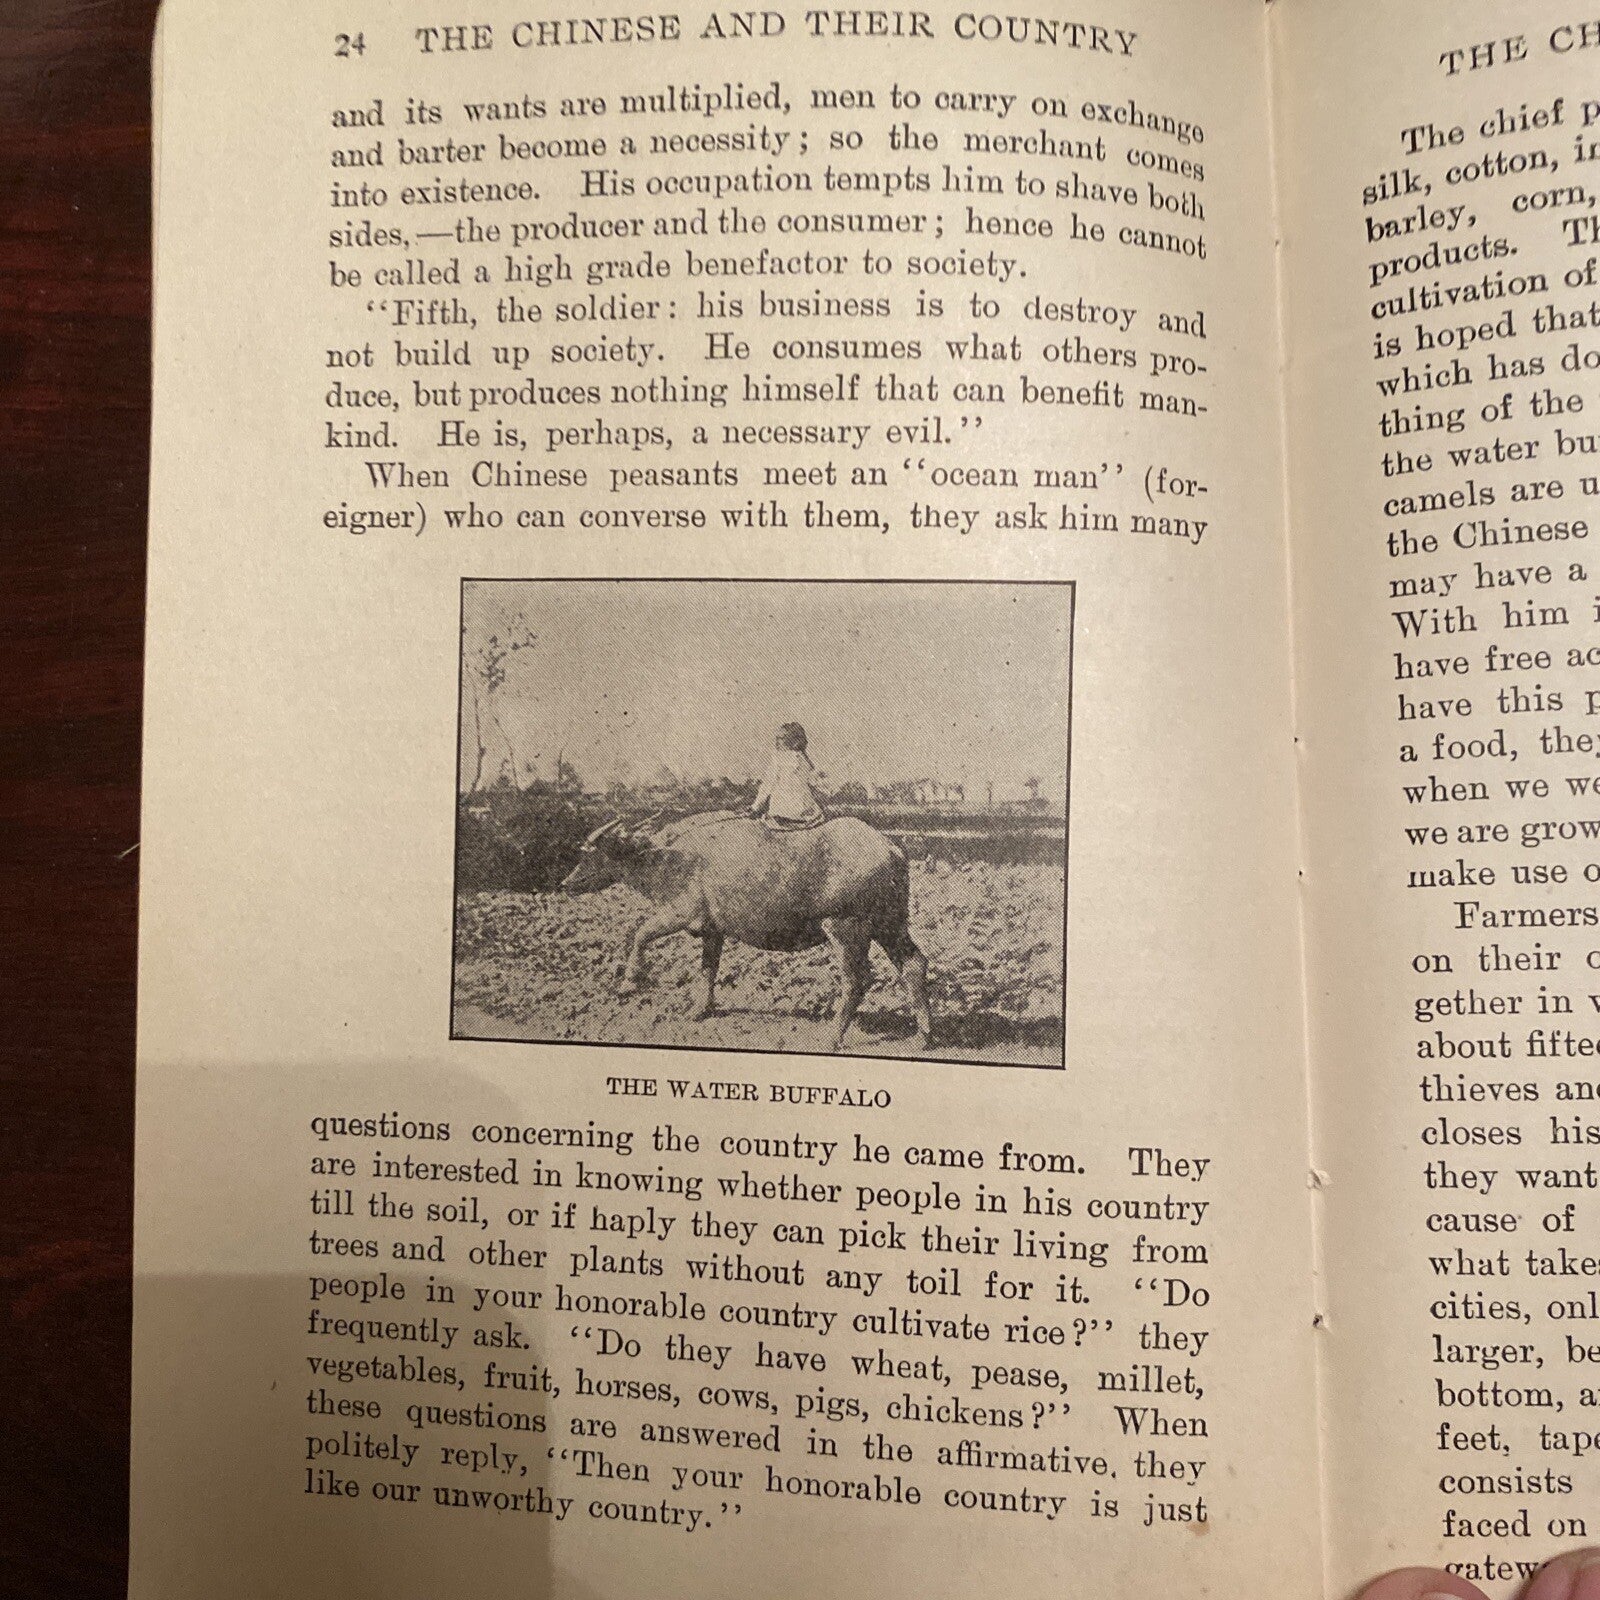 24 THE CHINESE AND THEIR COUNTRY
and its wants are multiplied, men to carry on exchange
and barter become a necessity; so the merchant comes
into existence. His occupation tempts him to shave both
sides,—the producer and the consumer; hence he cannot
be called a high grade benefactor to society.
“Fifth, the soldier: his business is to destroy and
not build up society. He consumes what others pro-
duce, but produces nothing himself that can benefit man-
kind. He is, perhaps, a necessary evil.”
When Chinese peasants meet an “ocean man” (for-
eigner) who can converse with them, they ask him many
THE WATER BUFFALO
questions concerning the country he came from. They
are interested in knowing whether people in his country
till the soil, or if haply they can pick their living from
trees and other plants without any toil for it. “Do
people in your honorable country cultivate rice?” they
frequently ask. “Do they have wheat, pease, millet,
vegetables, fruit, horses, cows, pigs, chickens?” When
these questions are answered in the affirmative, they
politely reply, “Then your honorable country is just
like our unworthy country.”
THE
The chief
silk, cotton,
barley, corn,
products.
cultivation of
is hoped that
which has
thing of the
the water
camels are
the Chinese
may have a
With him
have free
have this
a food,
when we
we are
make use
Farmers
on their
gether in
about
thieves
closes his
they want
cause of
what
cities,
larger,
bottom,
feet,
consists
faced on